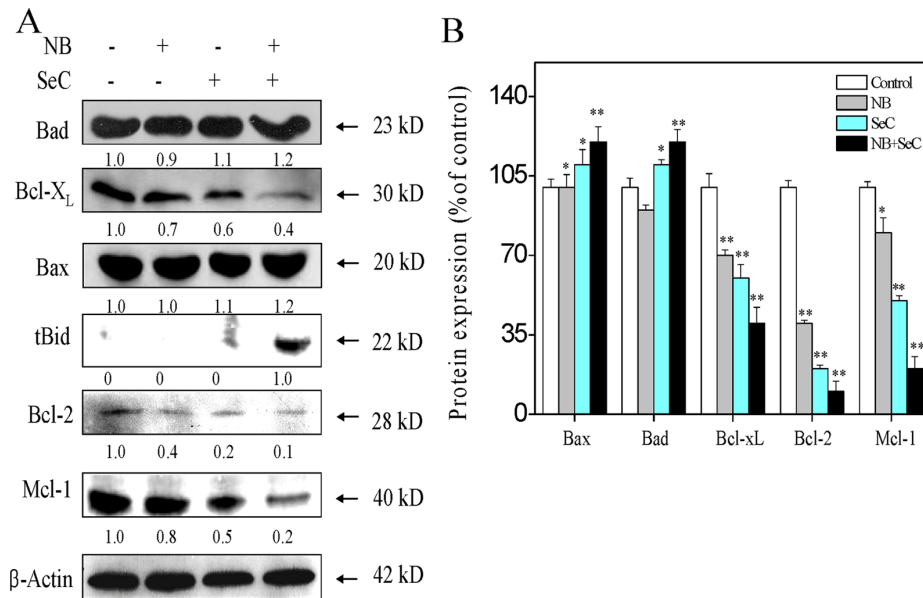 A
NB - + - +
SeC - - + +
Bad ← 23 kD
1.0 0.9 1.1 1.2
Bcl-XL ← 30 kD
1.0 0.7 0.6 0.4
Bax ← 20 kD
1.0 1.0 1.1 1.2
tBid ← 22 kD
0 0 0 1.0
Bcl-2 ← 28 kD
1.0 0.4 0.2 0.1
Mcl-1 ← 40 kD
1.0 0.8 0.5 0.2
β-Actin ← 42 kD
B
Protein expression (% of control)
140
105
70
35
0
Control
NB
SeC
NB+SeC
* * **
* **
** ** **
** ** **
* ** **
Bax Bad Bcl-xL Bcl-2 Mcl-1